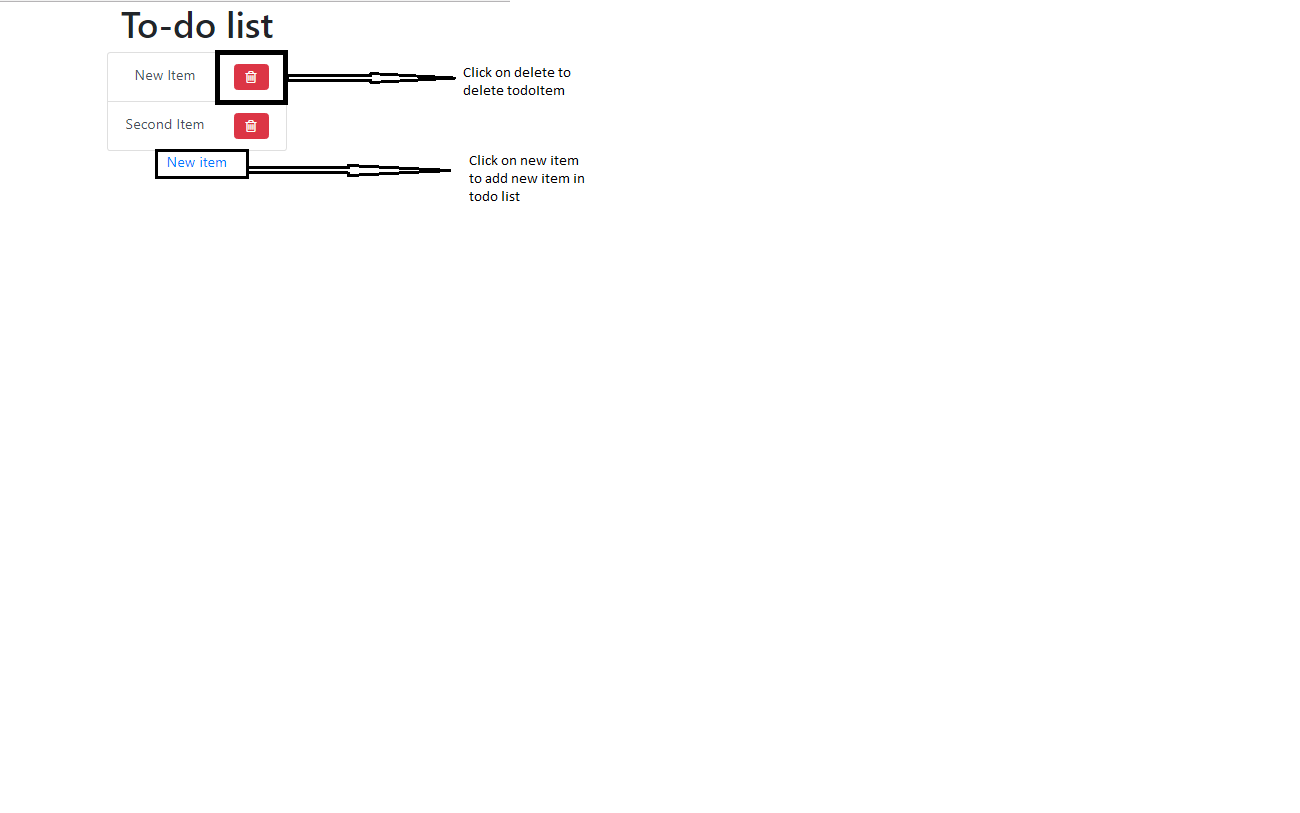 To-do list
New Item
Click on delete to
delete todoItem
Second Item
New item
Click on new item
to add new item in
todo list